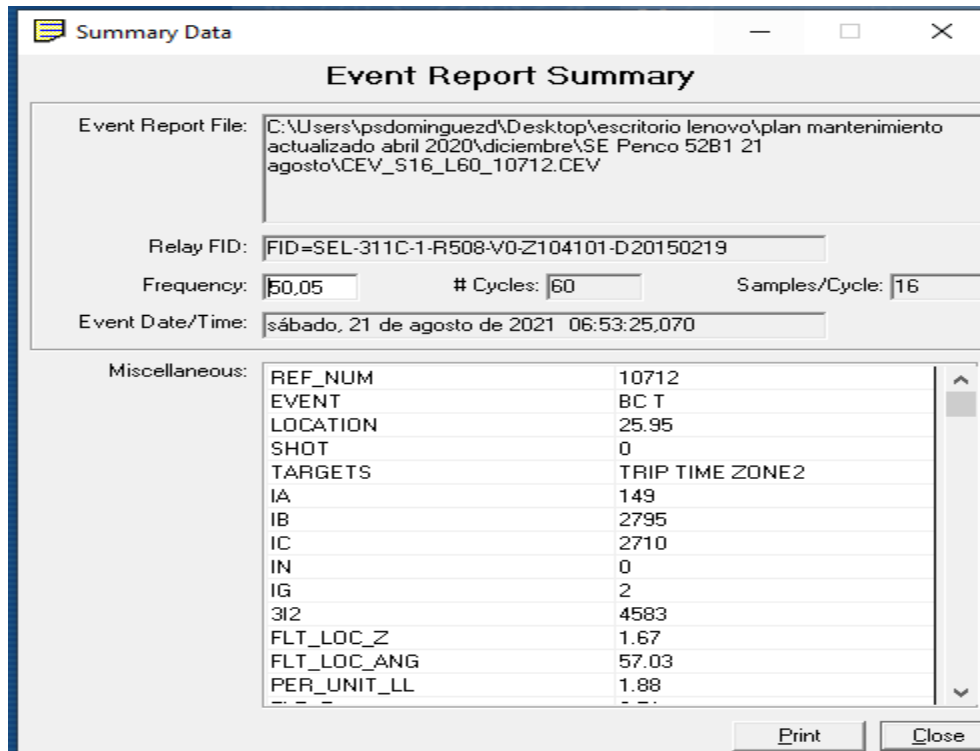 Summary Data
Event Report Summary
Event Report File: C:\Users\psdominguezd\Desktop\escritorio lenovo\plan mantenimiento
actualizado abril 2020\diciembre\SE Penco 52B1 21
agosto\CEV_S16_L60_10712.CEV
Relay FID: FID=SEL-311C-1-R508-V0-Z104101-D20150219
Frequency: 50,05 # Cycles: 60 Samples/Cycle: 16
Event Date/Time: sábado, 21 de agosto de 2021 06:53:25,070
Miscellaneous:
REF_NUM 10712
EVENT BC T
LOCATION 25.95
SHOT 0
TARGETS TRIP TIME ZONE2
IA 149
IB 2795
IC 2710
IN 0
IG 2
3I2 4583
FLT_LOC_Z 1.67
FLT_LOC_ANG 57.03
PER_UNIT_LL 1.88
Print Close